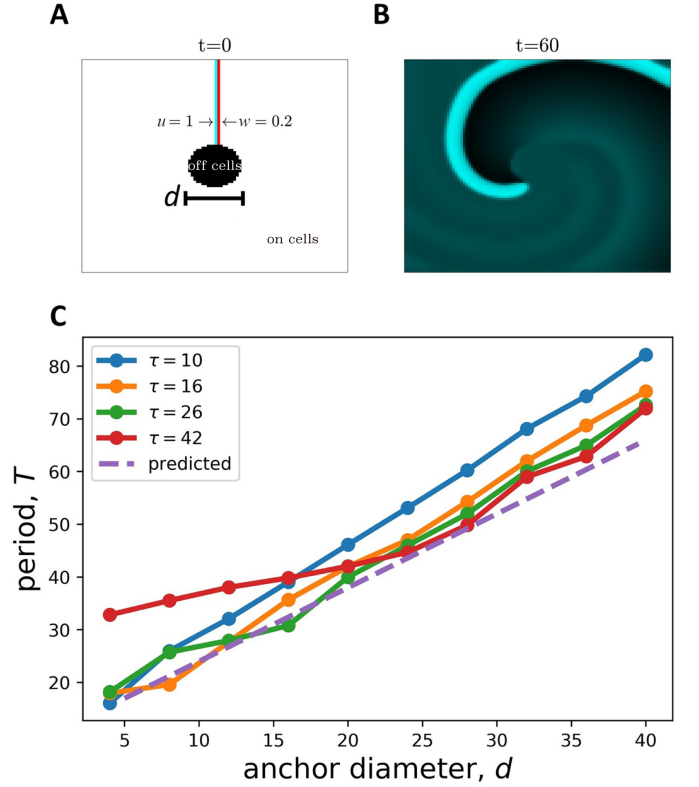 A
B
t=0
t=60
u = 1 →
←w = 0.2
off cells
d
on cells
C
80
70
60
50
40
30
20
period, T
τ = 10
τ = 16
τ = 26
τ = 42
predicted
5 10 15 20 25 30 35 40
anchor diameter, d